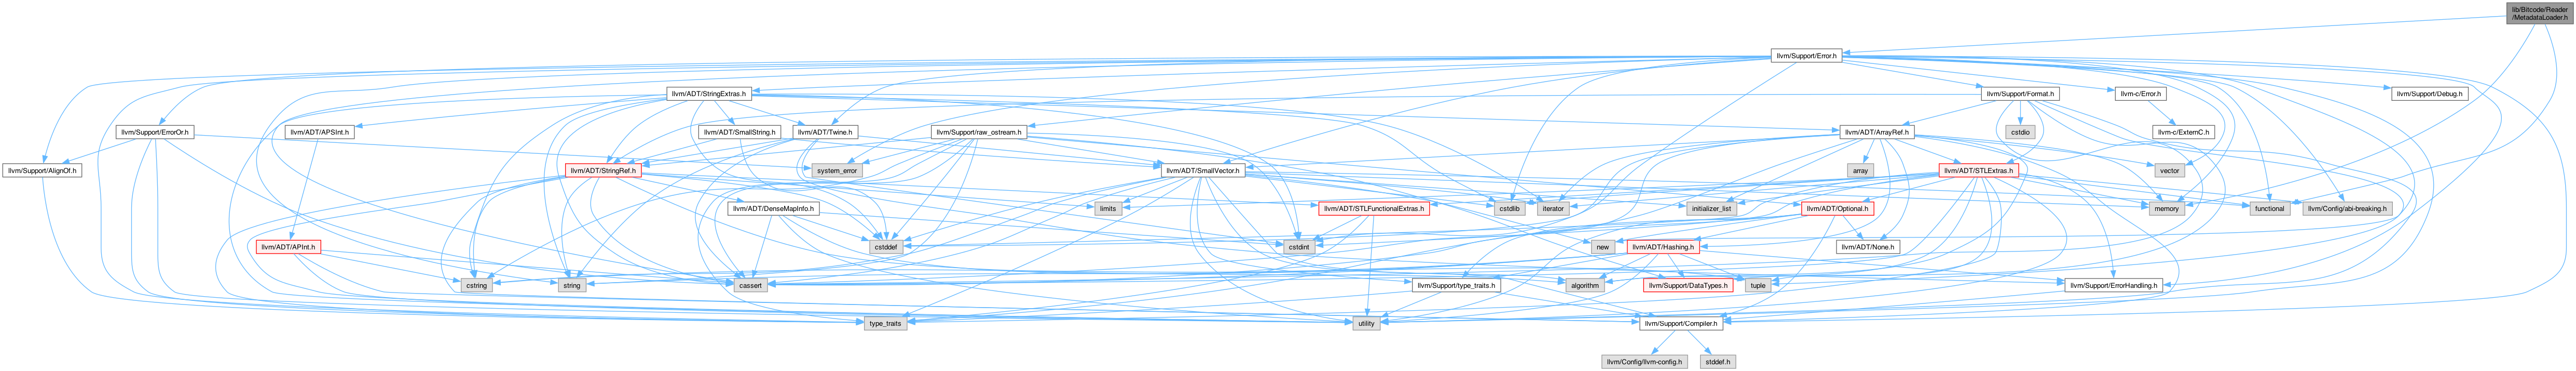 lib/Bitcode/Reader
/MetadataLoader.h
llvm/Support/Error.h
llvm/ADT/StringExtras.h
llvm/Support/Format.h
llvm-c/Error.h
llvm/Support/Debug.h
llvm/Support/ErrorOr.h
llvm/ADT/APSInt.h
llvm/ADT/SmallString.h
llvm/ADT/Twine.h
llvm/Support/raw_ostream.h
llvm/ADT/ArrayRef.h
cstdio
llvm-c/ExternC.h
llvm/Support/AlignOf.h
llvm/ADT/StringRef.h
system_error
llvm/ADT/SmallVector.h
array
llvm/ADT/STLExtras.h
vector
llvm/ADT/DenseMapInfo.h
limits
llvm/ADT/STLFunctionalExtras.h
cstdlib
iterator
initializer_list
llvm/ADT/Optional.h
memory
functional
llvm/Config/abi-breaking.h
llvm/ADT/APInt.h
cstddef
cstdint
new
llvm/ADT/Hashing.h
llvm/ADT/None.h
cstring
string
cassert
llvm/Support/type_traits.h
algorithm
llvm/Support/DataTypes.h
tuple
llvm/Support/ErrorHandling.h
type_traits
utility
llvm/Support/Compiler.h
llvm/Config/llvm-config.h
stddef.h